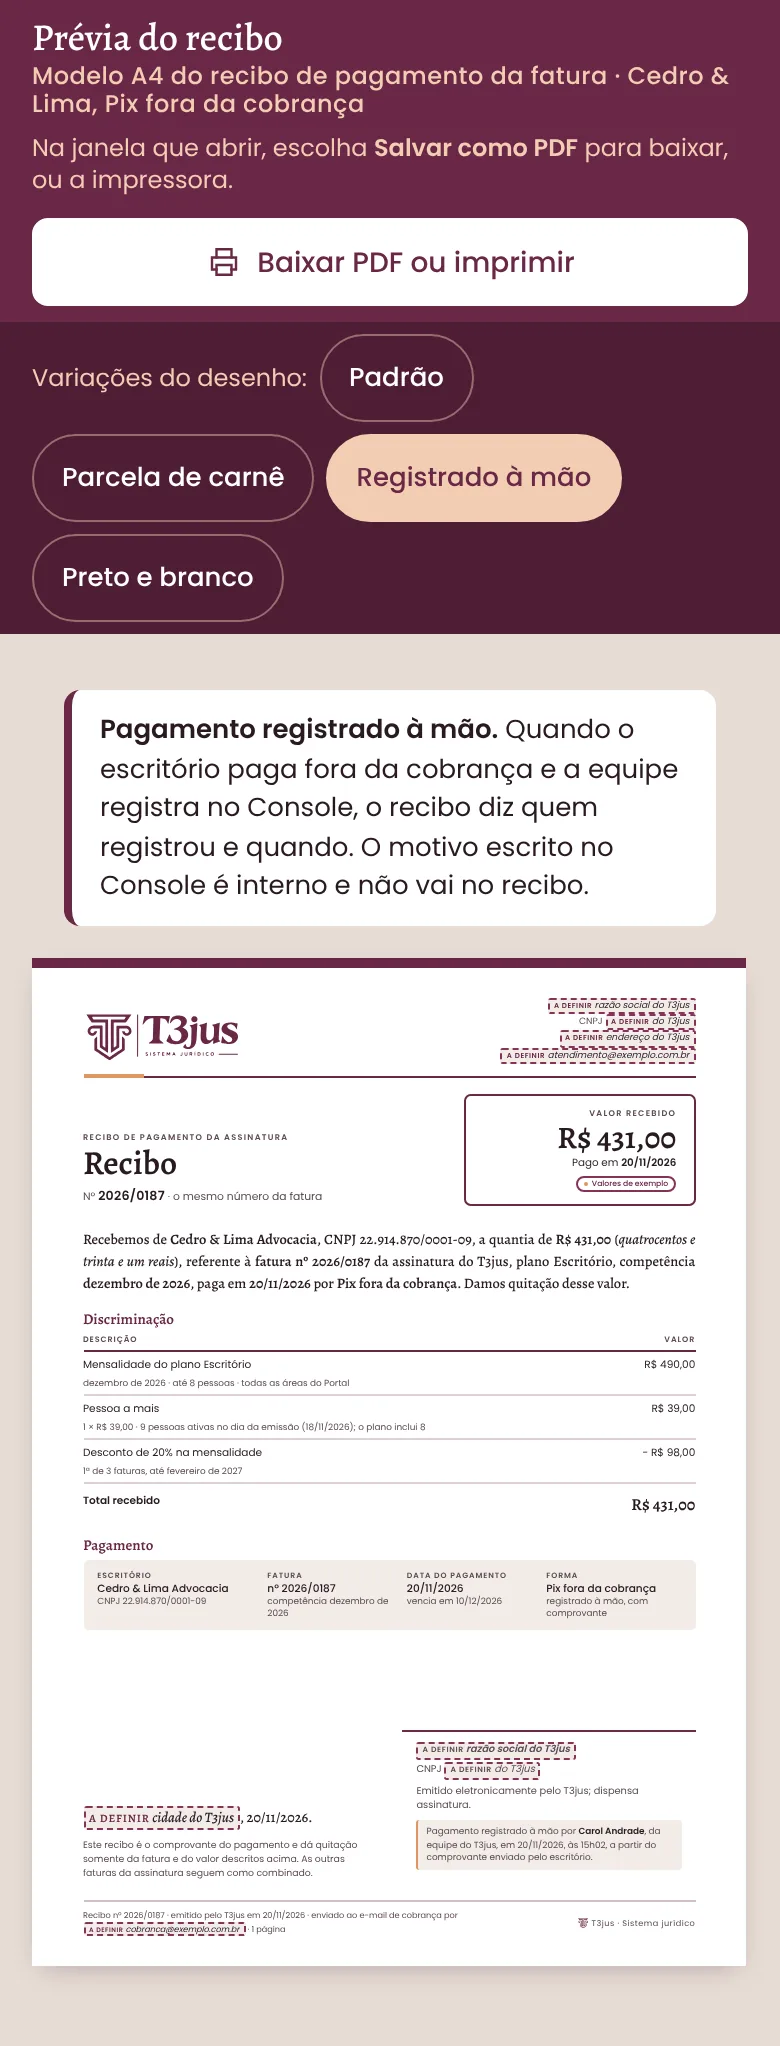 Prévia do recibo
Modelo A4 do recibo de pagamento da fatura · Cedro &
Lima, Pix fora da cobrança
Na janela que abrir, escolha Salvar como PDF para baixar,
ou a impressora.
Baixar PDF ou imprimir
Variações do desenho:
Padrão
Parcela de carnê
Registrado à mão
Preto e branco
Pagamento registrado à mão. Quando o
escritório paga fora da cobrança e a equipe
registra no Console, o recibo diz quem
registrou e quando. O motivo escrito no
Console é interno e não vai no recibo.
T3jus
SISTEMA JURÍDICO
A DEFINIR razão social do T3jus
CNPJ A DEFINIR do T3jus
A DEFINIR endereço do T3jus
A DEFINIR atendimento@exemplo.com.br
RECIBO DE PAGAMENTO DA ASSINATURA
Recibo
Nº 2026/0187 · o mesmo número da fatura
VALOR RECEBIDO
R$ 431,00
Pago em 20/11/2026
Valores de exemplo
Recebemos de Cedro & Lima Advocacia, CNPJ 22.914.870/0001-09, a quantia de R$ 431,00 (quatrocentos e
trinta e um reais), referente à fatura nº 2026/0187 da assinatura do T3jus, plano Escritório, competência
dezembro de 2026, paga em 20/11/2026 por Pix fora da cobrança. Damos quitação desse valor.
Discriminação
DESCRIÇÃO VALOR
Mensalidade do plano Escritório R$ 490,00
dezembro de 2026 · até 8 pessoas · todas as áreas do Portal
Pessoa a mais R$ 39,00
1 × R$ 39,00 · 9 pessoas ativas no dia da emissão (18/11/2026); o plano inclui 8
Desconto de 20% na mensalidade − R$ 98,00
1ª de 3 faturas, até fevereiro de 2027
Total recebido R$ 431,00
Pagamento
ESCRITÓRIO FATURA DATA DO PAGAMENTO FORMA
Cedro & Lima Advocacia nº 2026/0187 20/11/2026 Pix fora da cobrança
CNPJ 22.914.870/0001-09 competência dezembro de vencia em 10/12/2026 registrado à mão, com
2026 comprovante
A DEFINIR razão social do T3jus
CNPJ A DEFINIR do T3jus
Emitido eletronicamente pelo T3jus; dispensa
assinatura.
A DEFINIR cidade do T3jus, 20/11/2026.
Este recibo é o comprovante do pagamento e dá quitação
somente da fatura e do valor descritos acima. As outras
faturas da assinatura seguem como combinado.
Pagamento registrado à mão por Carol Andrade, da
equipe do T3jus, em 20/11/2026, às 15h02, a partir do
comprovante enviado pelo escritório.
Recibo nº 2026/0187 · emitido pelo T3jus em 20/11/2026 · enviado ao e-mail de cobrança por
A DEFINIR cobranca@exemplo.com.br · 1 página
T3jus · Sistema jurídico